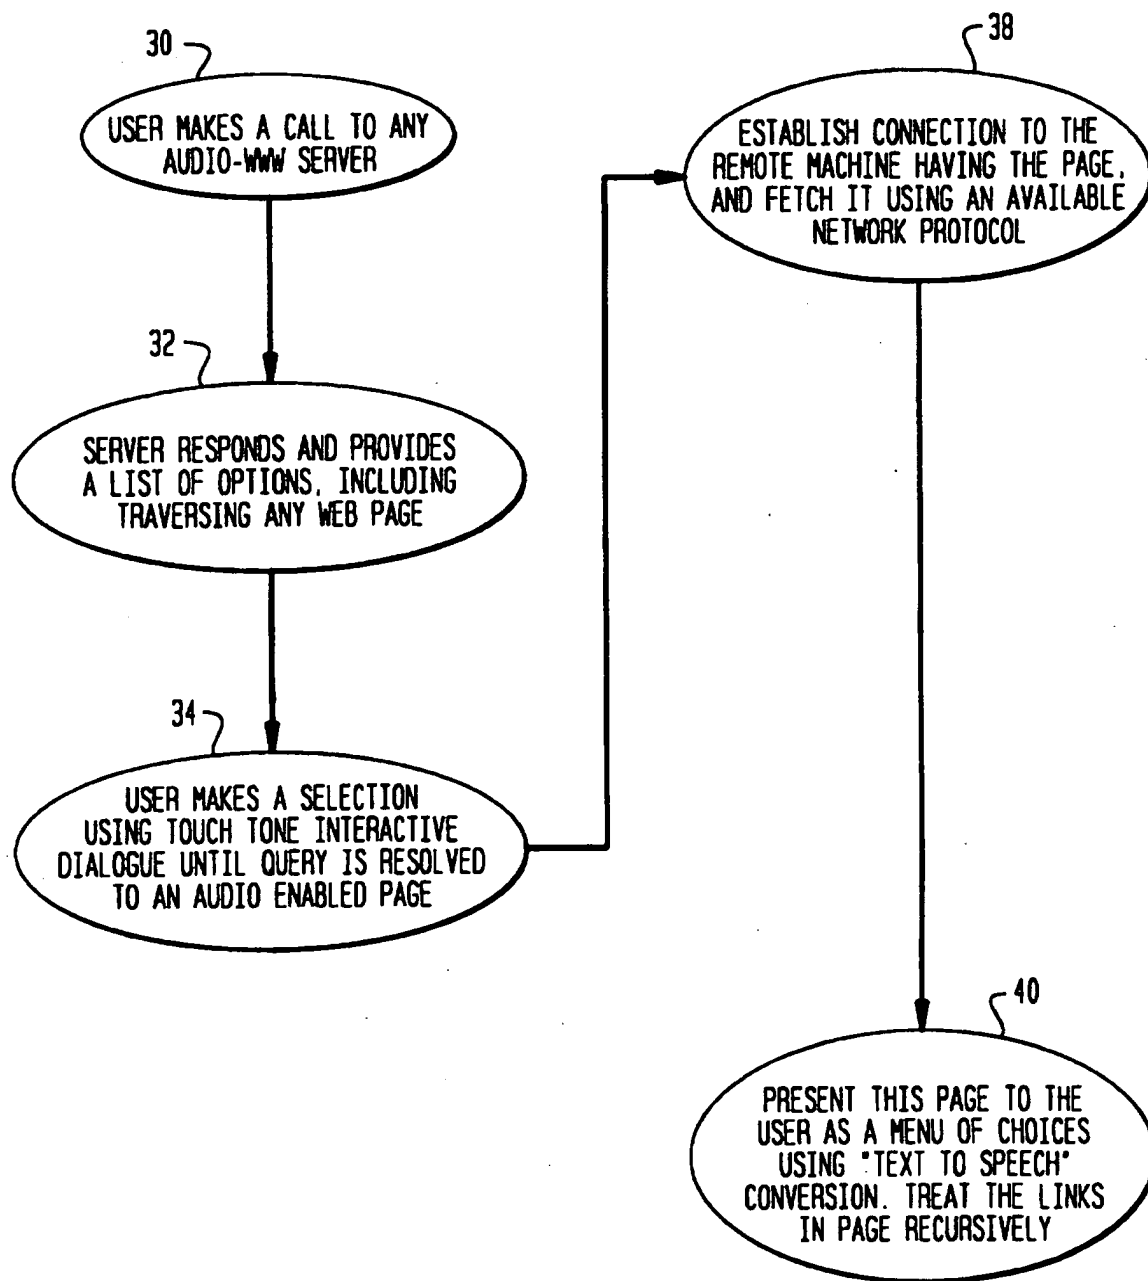 30
USER MAKES A CALL TO ANY
AUDIO-WWW SERVER
32
SERVER RESPONDS AND PROVIDES
A LIST OF OPTIONS, INCLUDING
TRAVERSING ANY WEB PAGE
34
USER MAKES A SELECTION
USING TOUCH TONE INTERACTIVE
DIALOGUE UNTIL QUERY IS RESOLVED
TO AN AUDIO ENABLED PAGE
38
ESTABLISH CONNECTION TO THE
REMOTE MACHINE HAVING THE PAGE,
AND FETCH IT USING AN AVAILABLE
NETWORK PROTOCOL
40
PRESENT THIS PAGE TO THE
USER AS A MENU OF CHOICES
USING "TEXT TO SPEECH"
CONVERSION. TREAT THE LINKS
IN PAGE RECURSIVELY